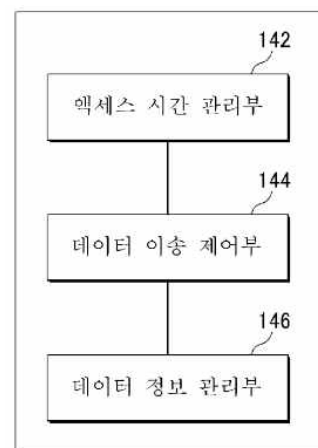 142
액세스 시간 관리부
144
데이터 이송 제어부
146
데이터 정보 관리부